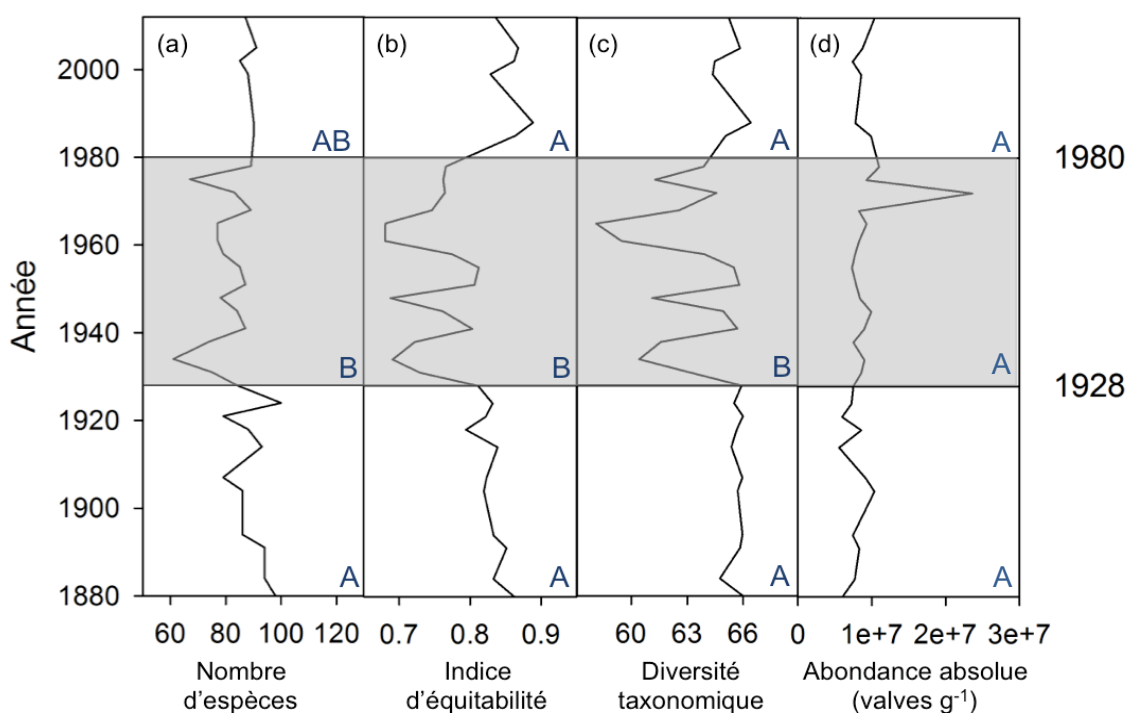 (a) (b) (c) (d)
2000
AB A A A
1980 1980
1960
Année
1940
B B B A
1928
1920
1900
A A A A
1880
60 80 100 120 0.7 0.8 0.9 60 63 66 0 1e+7 2e+7 3e+7
Nombre
d’espèces
Indice
d’équitabilité
Diversité
taxonomique
Abondance absolue
(valves g⁻¹)